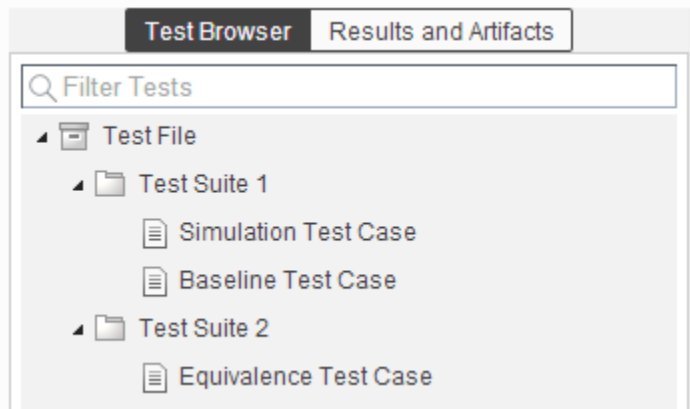 Test Browser Results and Artifacts
Filter Tests
Test File
Test Suite 1
Simulation Test Case
Baseline Test Case
Test Suite 2
Equivalence Test Case